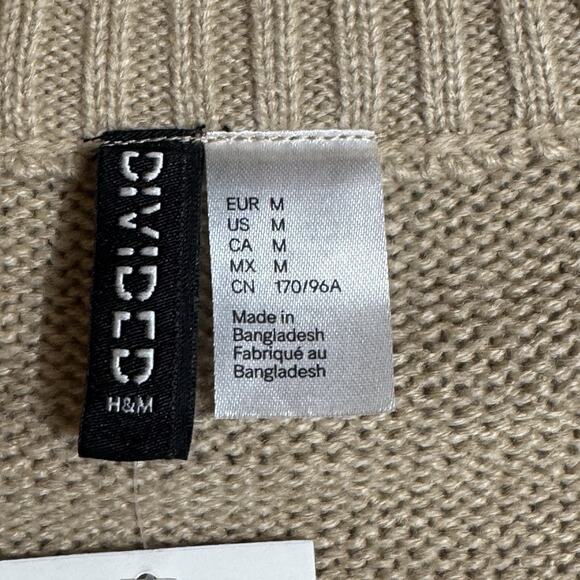 DIVIDED
H&M
EUR M
US M
CA M
MX M
CN 170/96A
Made in
Bangladesh
Fabriqué au
Bangladesh